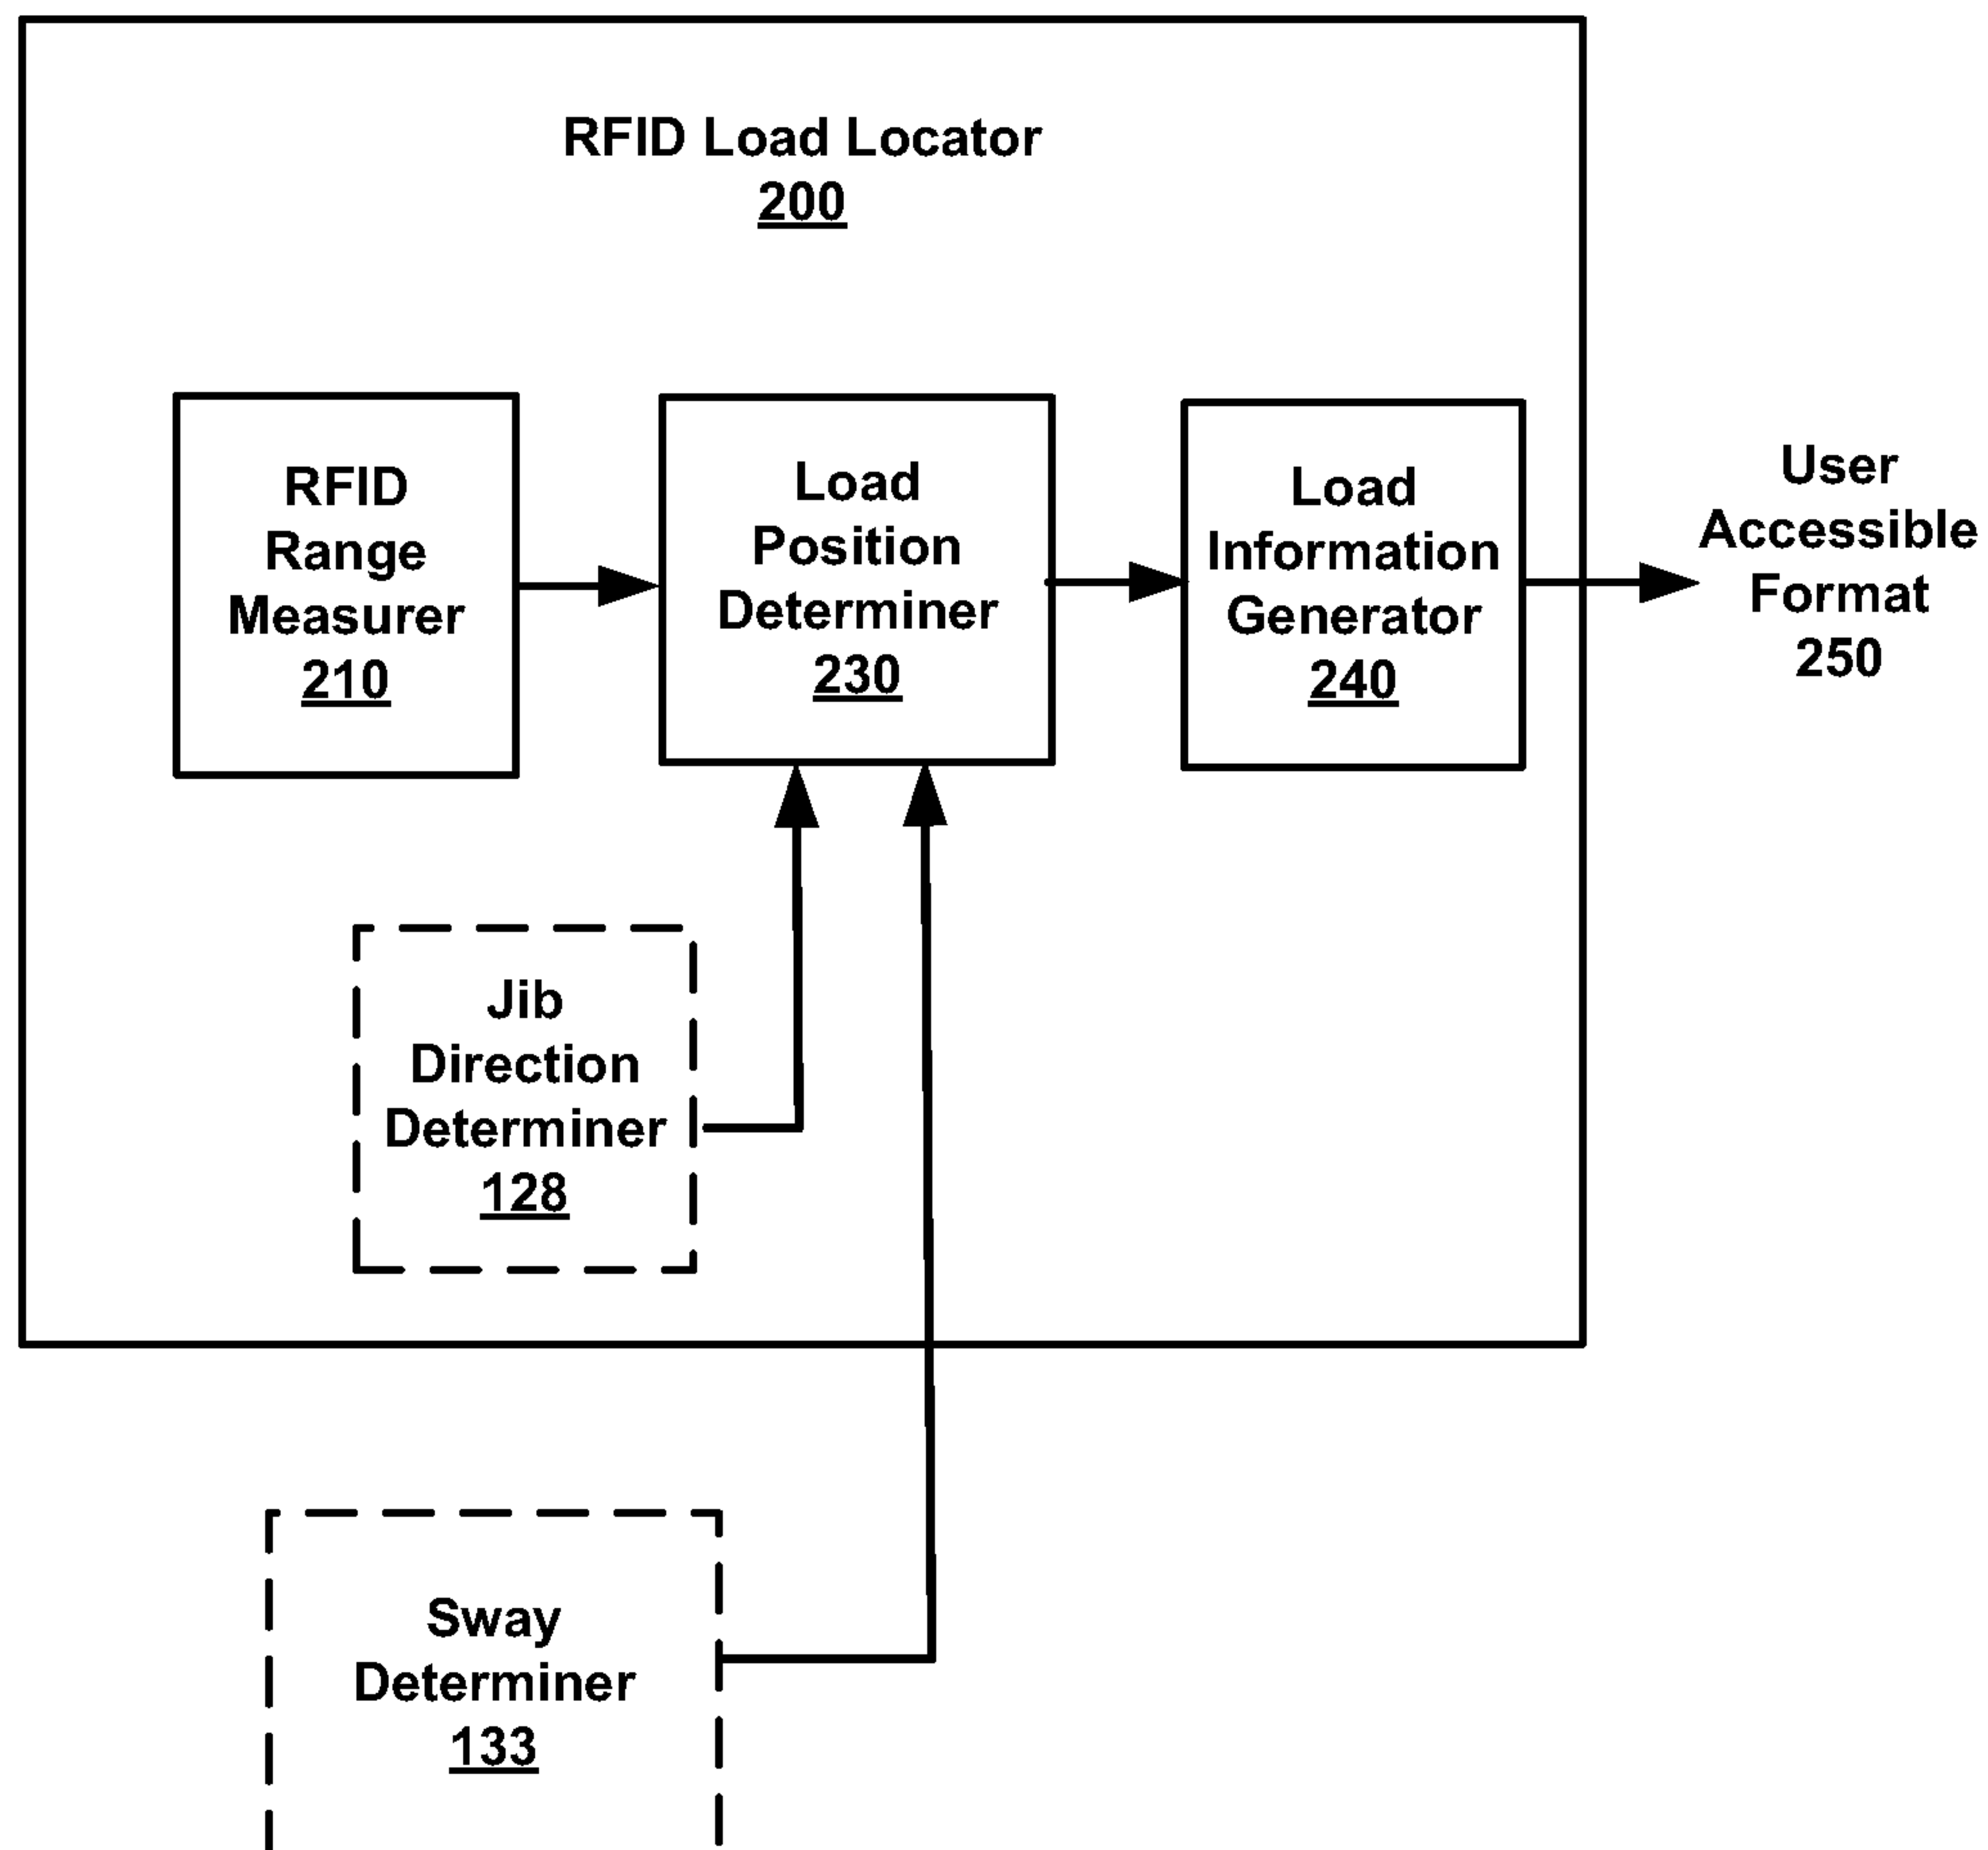 RFID Load Locator
200
RFID
Range
Measurer
210
Load
Position
Determiner
230
Load
Information
Generator
240
User
Accessible
Format
250
Jib
Direction
Determiner
128
Sway
Determiner
133